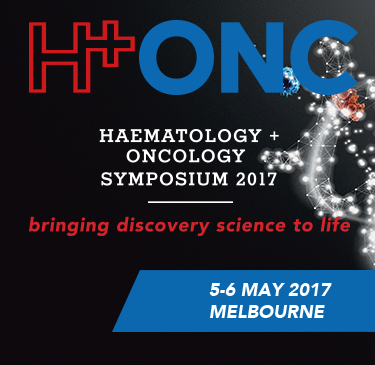 H+ONC
HAEMATOLOGY +
ONCOLOGY
SYMPOSIUM 2017
bringing discovery science to life
5-6 MAY 2017
MELBOURNE